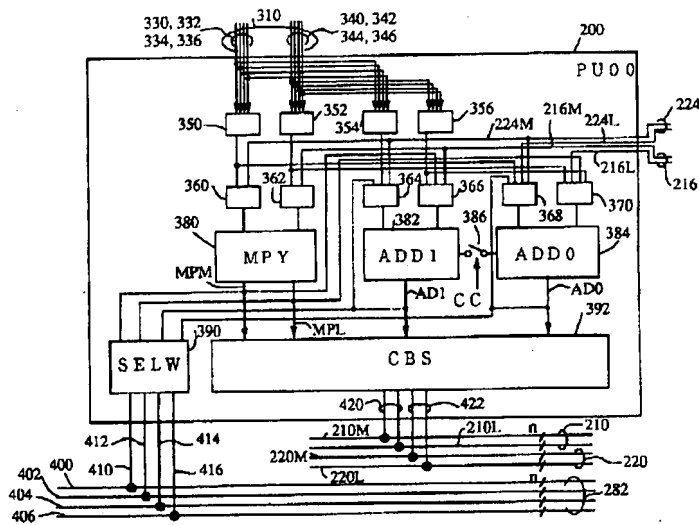 330, 332
310
340, 342
334, 336
344, 346
200
PU00
350
352
354
356
224M
216M
224L
224
216L
216
360
362
364
366
368
370
380
382
386
384
MPY
ADD1
ADD0
MPM
CC
AD1
AD0
390
MPL
392
SELW
CBS
420
422
412
414
210M
210L
n
210
410
416
220M
220
400
220L
n
402
404
406
282